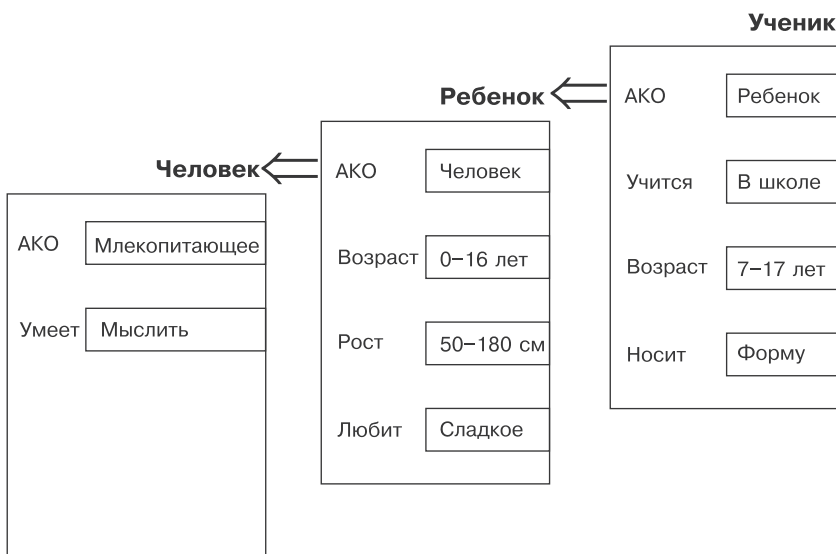 Человек
АКО Млекопитающее
Умеет Мыслить
Ребенок
АКО Человек
Возраст 0–16 лет
Рост 50–180 см
Любит Сладкое
Ученик
АКО Ребенок
Учится В школе
Возраст 7–17 лет
Носит Форму